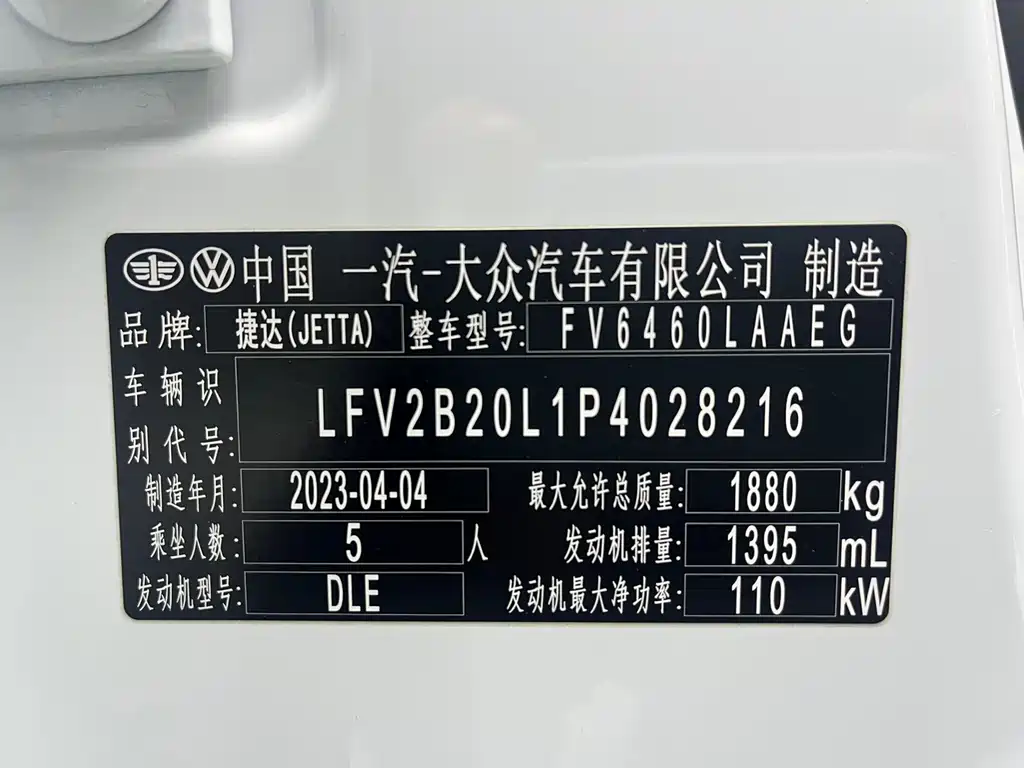 中国 一汽-大众汽车有限公司 制造
品牌: 捷达(JETTA) 整车型号: FV6460LAAEG
车辆识别代号: LFV2B20L1P4028216
制造年月: 2023-04-04 最大允许总质量: 1880 kg
乘坐人数: 5 人 发动机排量: 1395 mL
发动机型号: DLE 发动机最大净功率: 110 kW